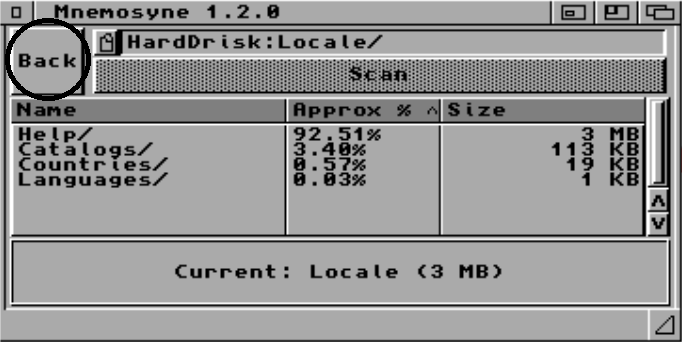 Mnemosyne 1.2.0
Back
HardDrisk:Locale/
Scan
Name Approx % Size
Help/ 92.51% 3 MB
Catalogs/ 3.40% 113 KB
Countries/ 0.57% 19 KB
Languages/ 0.03% 1 KB
Current: Locale (3 MB)